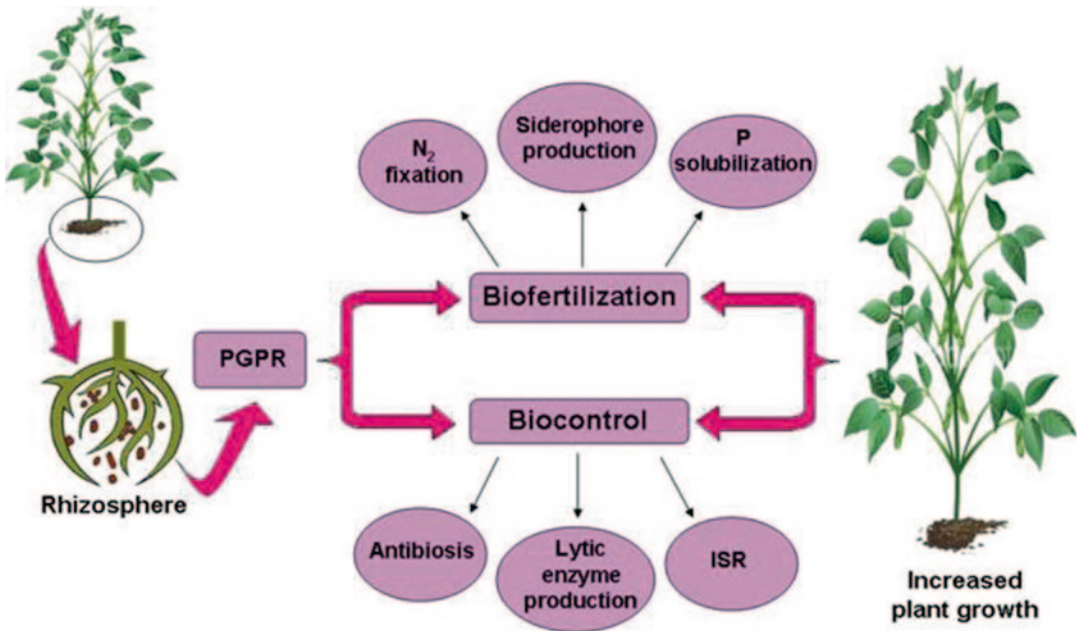 N₂
fixation
Siderophore
production
P
solubilization
Biofertilization
PGPR
Biocontrol
Rhizosphere
Antibiosis
Lytic
enzyme
production
ISR
Increased
plant growth